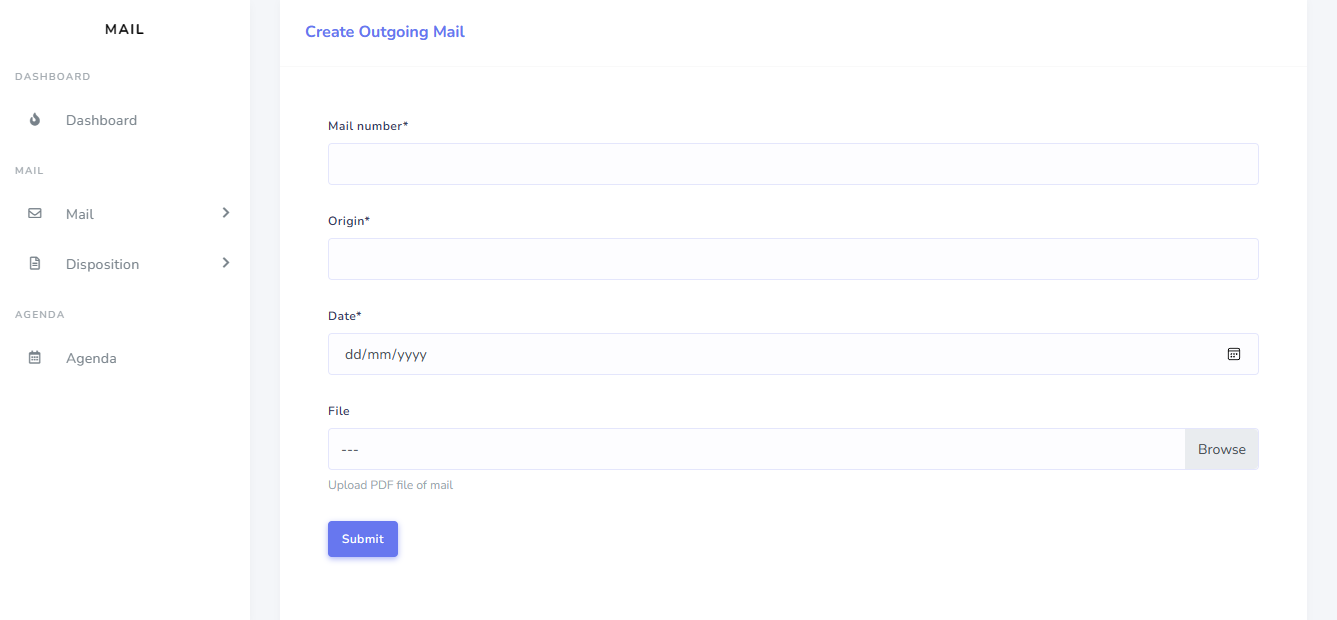 MAIL
DASHBOARD
Dashboard
MAIL
Mail
Disposition
AGENDA
Agenda
Create Outgoing Mail
Mail number*
Origin*
Date*
dd/mm/yyyy
File
--- Browse
Upload PDF file of mail
Submit